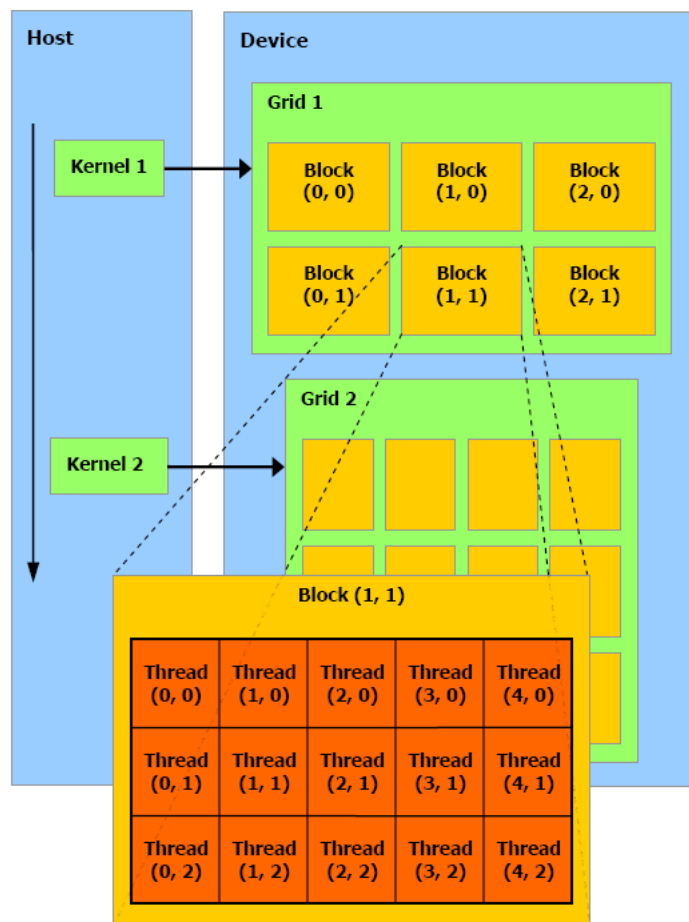 Host
Device
Grid 1
Kernel 1
Block
(0, 0)
Block
(1, 0)
Block
(2, 0)
Block
(0, 1)
Block
(1, 1)
Block
(2, 1)
Grid 2
Kernel 2
Block (1, 1)
Thread
(0, 0)
Thread
(1, 0)
Thread
(2, 0)
Thread
(3, 0)
Thread
(4, 0)
Thread
(0, 1)
Thread
(1, 1)
Thread
(2, 1)
Thread
(3, 1)
Thread
(4, 1)
Thread
(0, 2)
Thread
(1, 2)
Thread
(2, 2)
Thread
(3, 2)
Thread
(4, 2)